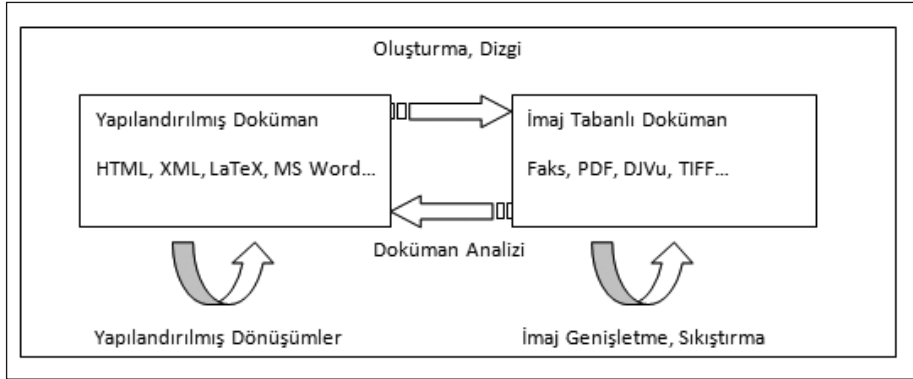 Oluşturma, Dizgi
Yapılandırılmış Doküman
HTML, XML, LaTeX, MS Word...
İmaj Tabanlı Doküman
Faks, PDF, DJVu, TIFF...
Doküman Analizi
Yapılandırılmış Dönüşümler
İmaj Genişletme, Sıkıştırma